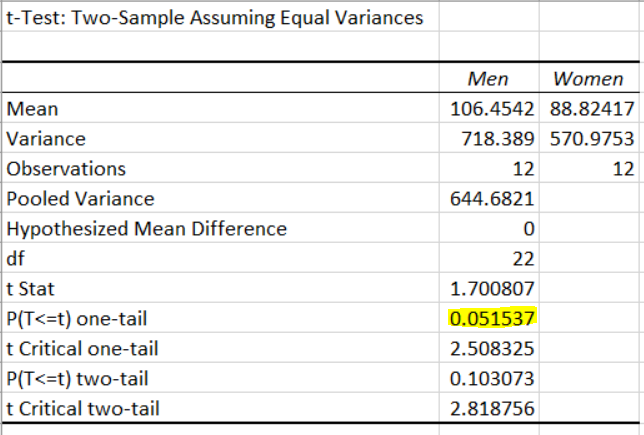 t-Test: Two-Sample Assuming Equal Variances
Men Women
Mean 106.4542 88.82417
Variance 718.389 570.9753
Observations 12 12
Pooled Variance 644.6821
Hypothesized Mean Difference 0
df 22
t Stat 1.700807
P(T<=t) one-tail 0.051537
t Critical one-tail 2.508325
P(T<=t) two-tail 0.103073
t Critical two-tail 2.818756